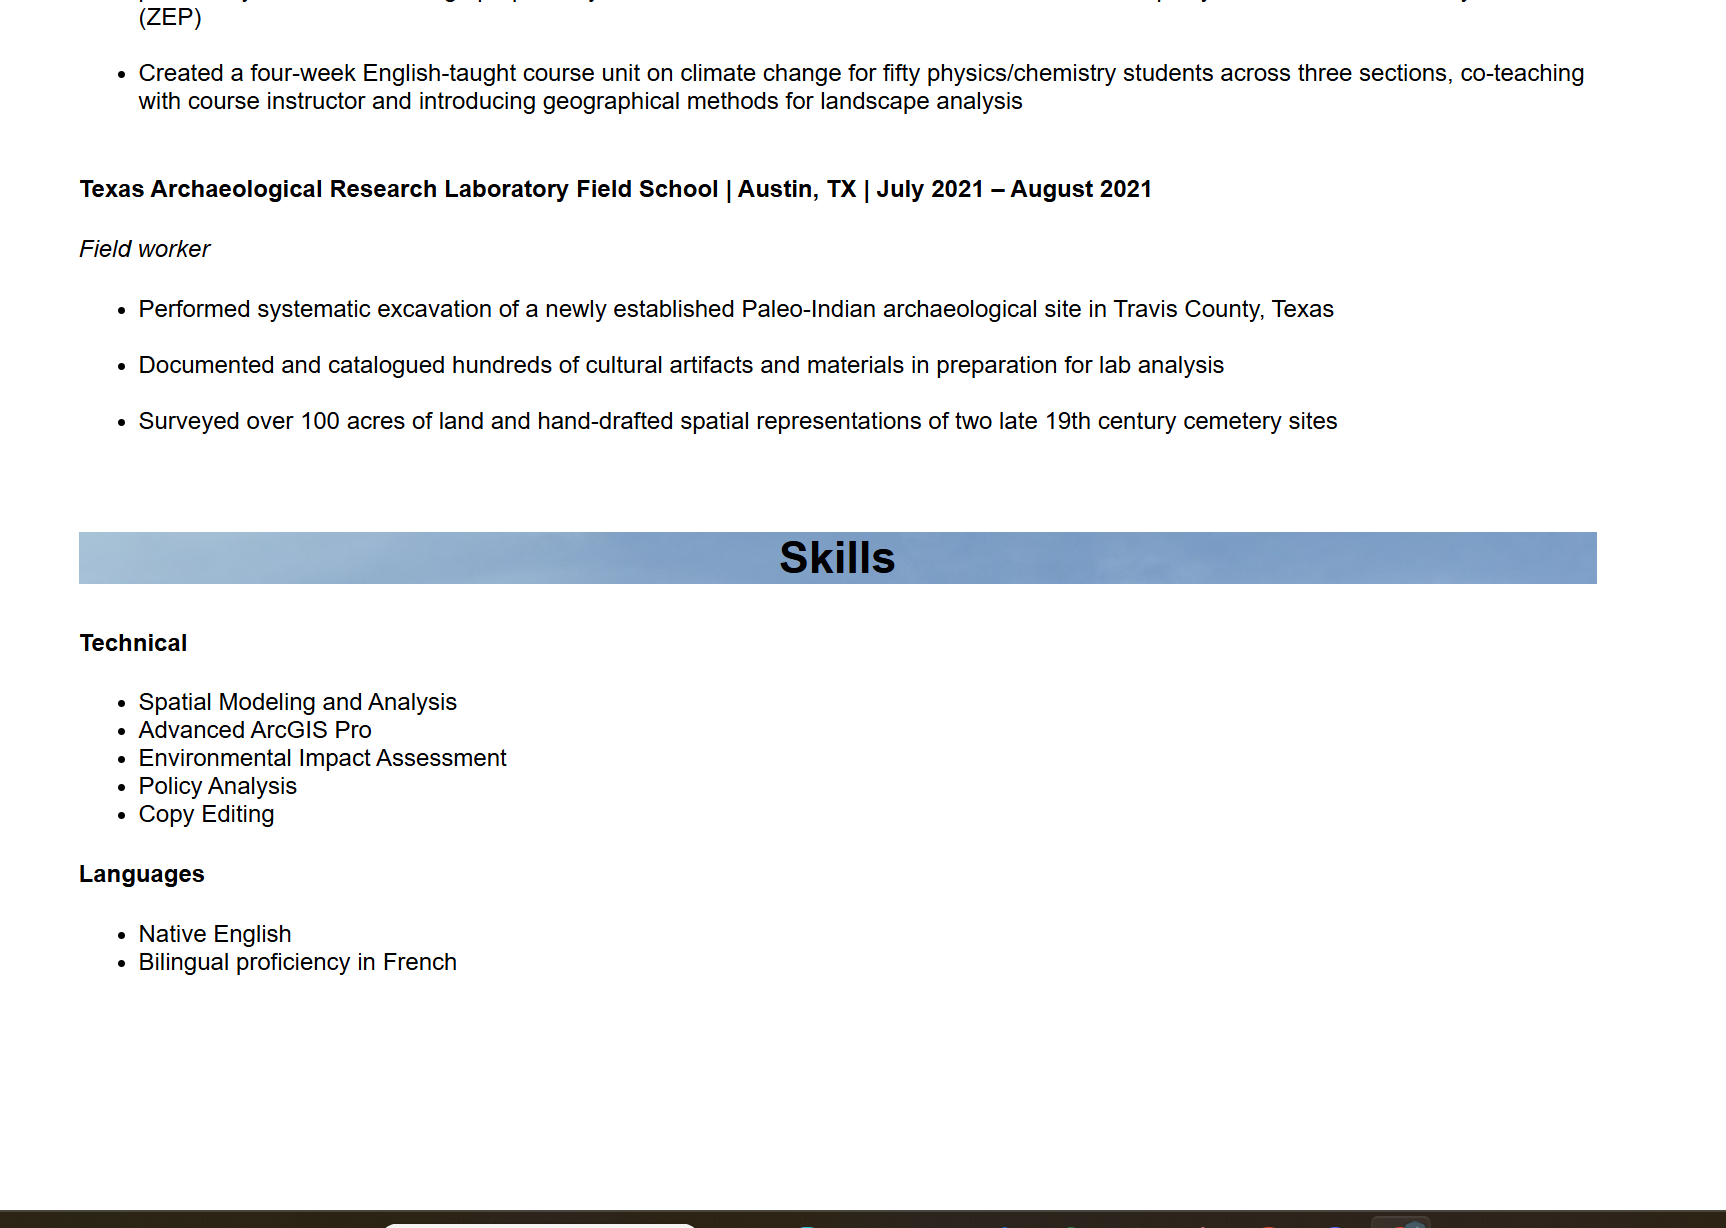 (ZEP)
Created a four-week English-taught course unit on climate change for fifty physics/chemistry students across three sections, co-teaching
with course instructor and introducing geographical methods for landscape analysis
Texas Archaeological Research Laboratory Field School | Austin, TX | July 2021 – August 2021
Field worker
Performed systematic excavation of a newly established Paleo-Indian archaeological site in Travis County, Texas
Documented and catalogued hundreds of cultural artifacts and materials in preparation for lab analysis
Surveyed over 100 acres of land and hand-drafted spatial representations of two late 19th century cemetery sites
Skills
Technical
Spatial Modeling and Analysis
Advanced ArcGIS Pro
Environmental Impact Assessment
Policy Analysis
Copy Editing
Languages
Native English
Bilingual proficiency in French